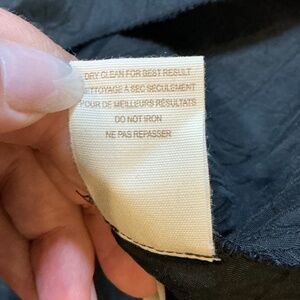 DRY CLEAN FOR BEST RESULT
NETTOYAGE A SEC SEULEMENT
POUR DE MEILLEURS RÉSULTATS
DO NOT IRON
NE PAS REPASSER